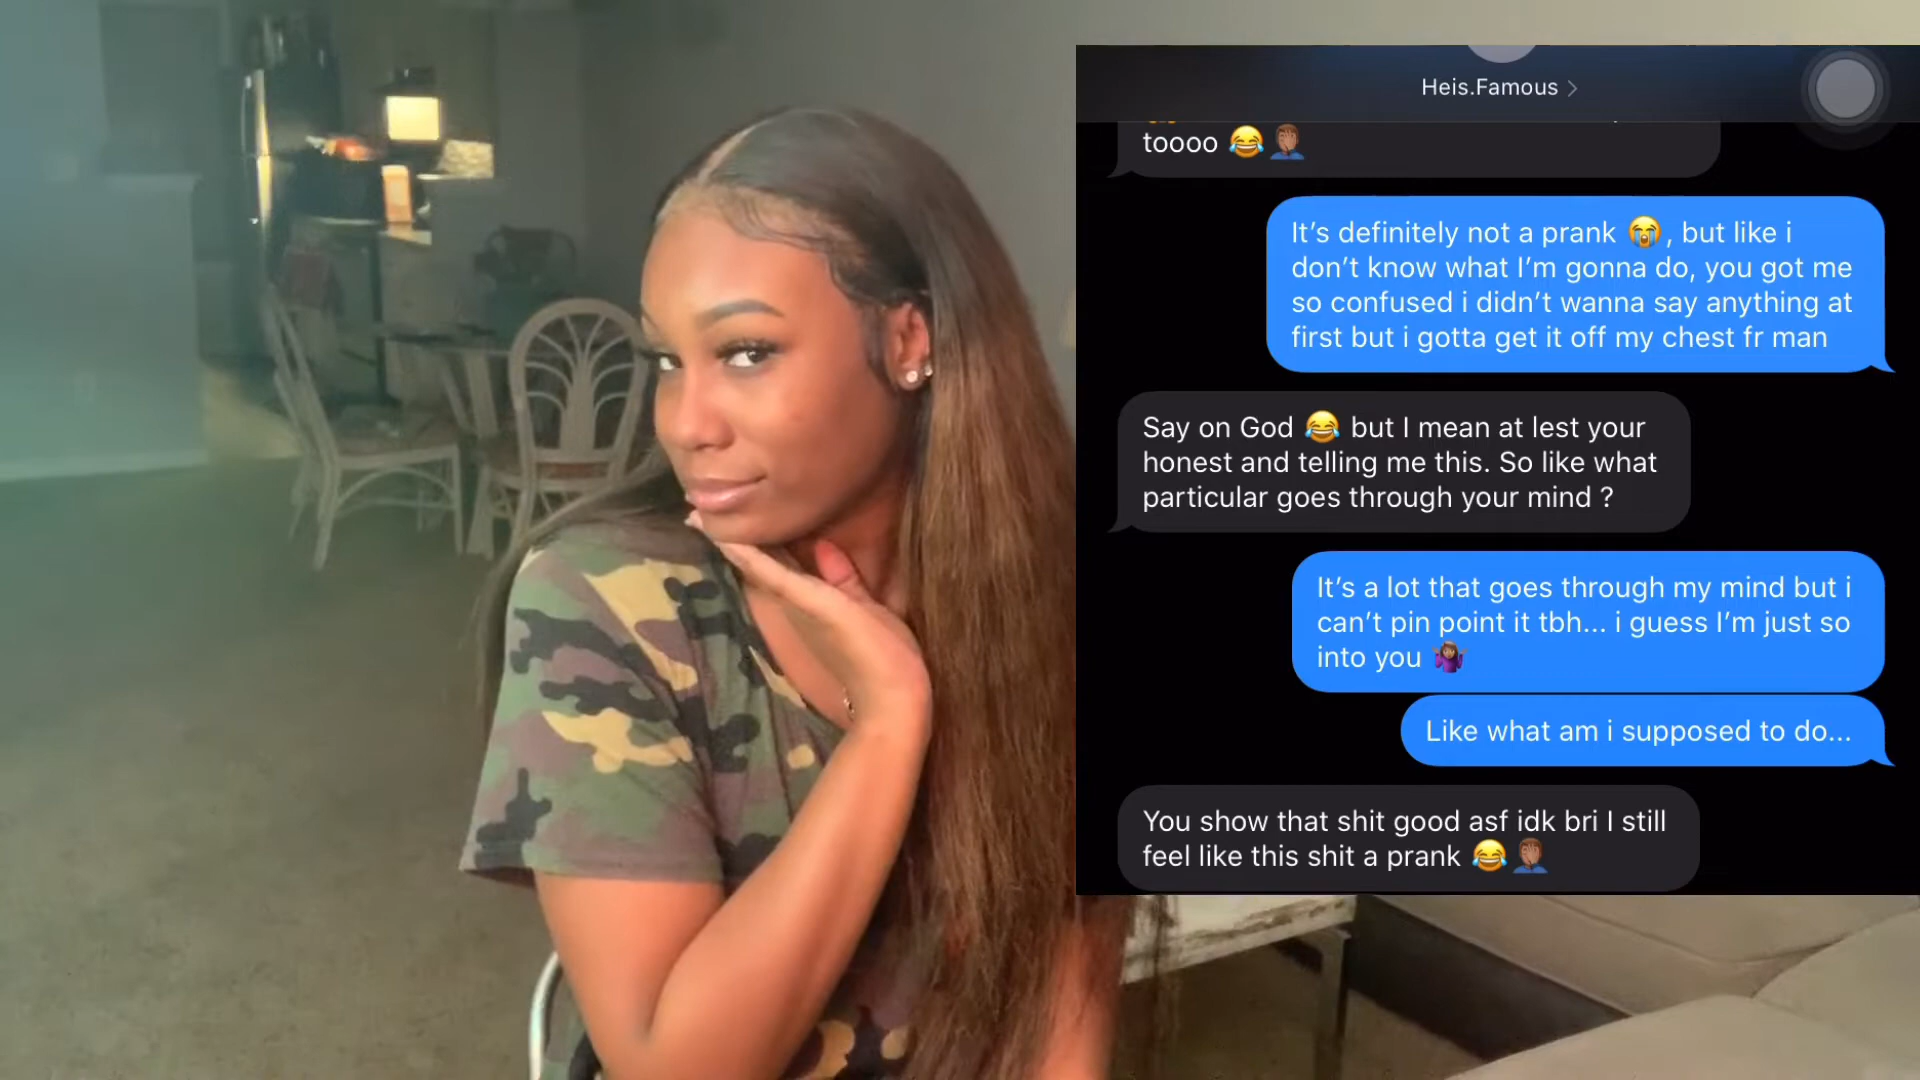 Heis.Famous >
toooo 😂🤦🏾‍♂️
It’s definitely not a prank 😭, but like i
don’t know what I’m gonna do, you got me
so confused i didn’t wanna say anything at
first but i gotta get it off my chest fr man
Say on God 😂 but I mean at lest your
honest and telling me this. So like what
particular goes through your mind ?
It’s a lot that goes through my mind but i
can’t pin point it tbh... i guess I’m just so
into you 🤷🏾‍♀️
Like what am i supposed to do...
You show that shit good asf idk bri I still
feel like this shit a prank 😂🤦🏾‍♂️